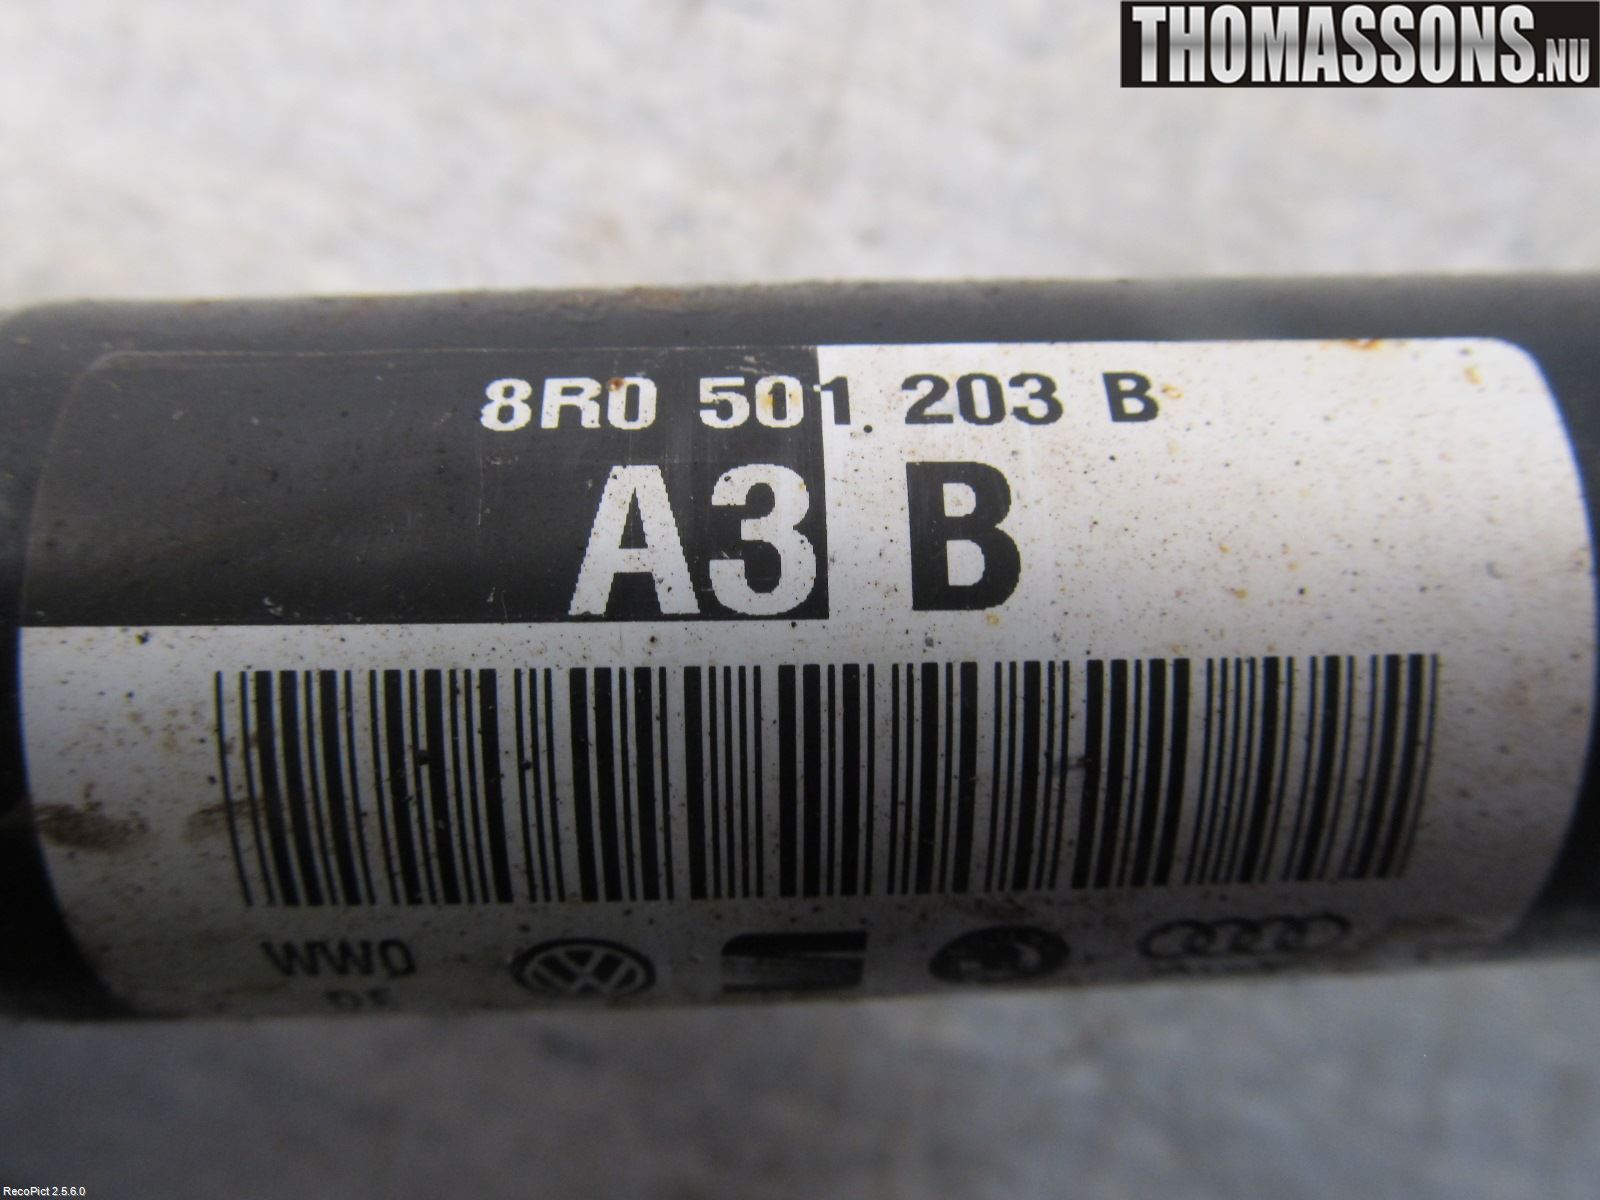 THOMASSONS.NU
8R0 501 203 B
A3 B
WWO
RecoPict 2.5.6.0